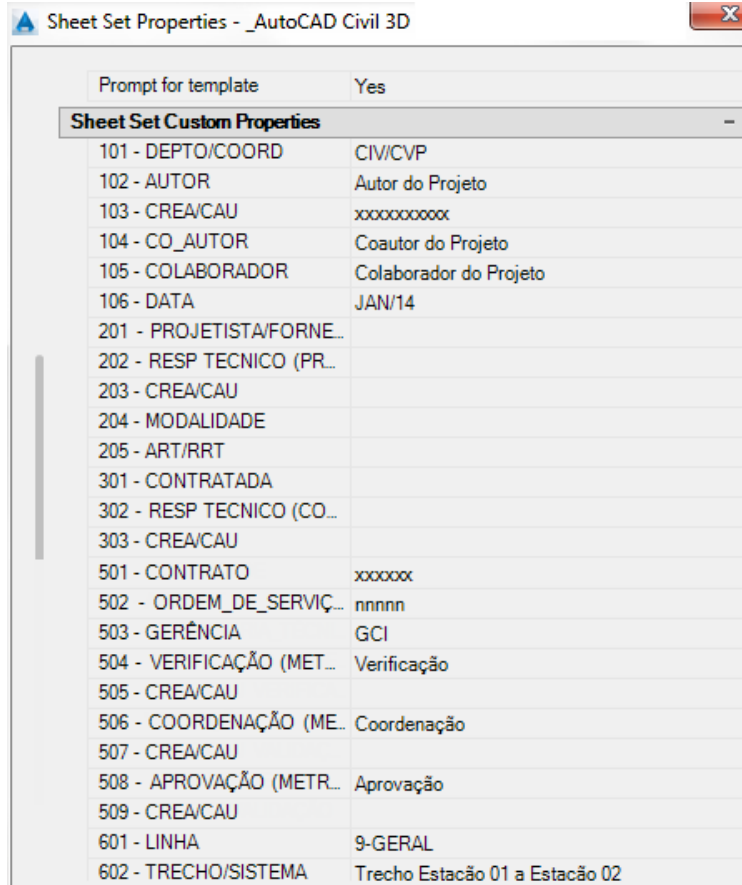 Sheet Set Properties - _AutoCAD Civil 3D
Prompt for template Yes
Sheet Set Custom Properties
101 - DEPTO/COORD CIV/CVP
102 - AUTOR Autor do Projeto
103 - CREA/CAU xxxxxxxxxx
104 - CO_AUTOR Coautor do Projeto
105 - COLABORADOR Colaborador do Projeto
106 - DATA JAN/14
201 - PROJETISTA/FORNE...
202 - RESP TECNICO (PR...
203 - CREA/CAU
204 - MODALIDADE
205 - ART/RRT
301 - CONTRATADA
302 - RESP TECNICO (CO...
303 - CREA/CAU
501 - CONTRATO xxxxxx
502 - ORDEM_DE_SERVIÇ... nnnnn
503 - GERÊNCIA GCI
504 - VERIFICAÇÃO (MET... Verificação
505 - CREA/CAU
506 - COORDENAÇÃO (ME... Coordenação
507 - CREA/CAU
508 - APROVAÇÃO (METR... Aprovação
509 - CREA/CAU
601 - LINHA 9-GERAL
602 - TRECHO/SISTEMA Trecho Estacão 01 a Estacão 02